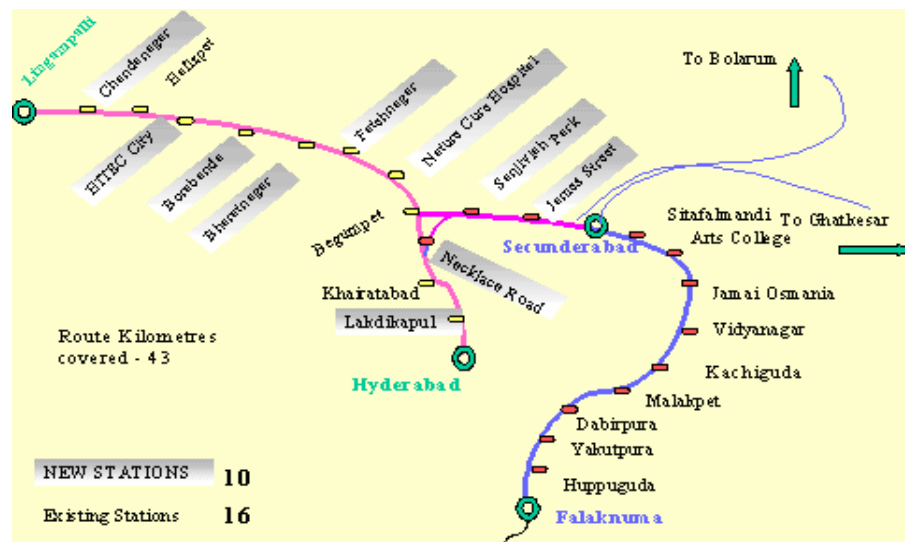 Lingampalli
Chandanagar
Hafizpet
HITEC City
Borabanda
Bharatnagar
Fatehnagar
Nature Cure Hospital
Begumpet
Sanjivjah Park
James Street
To Bolarum
Secunderabad
Sitafalmandi
Arts College
To Ghatkesar
Necklace Road
Khairatabad
Lakdikapul
Hyderabad
Jamai Osmania
Vidyanagar
Kachiguda
Malakpet
Dabirpura
Yakutpura
Huppuguda
Falaknuma
Route Kilometres
covered - 43
NEW STATIONS 10
Existing Stations 16